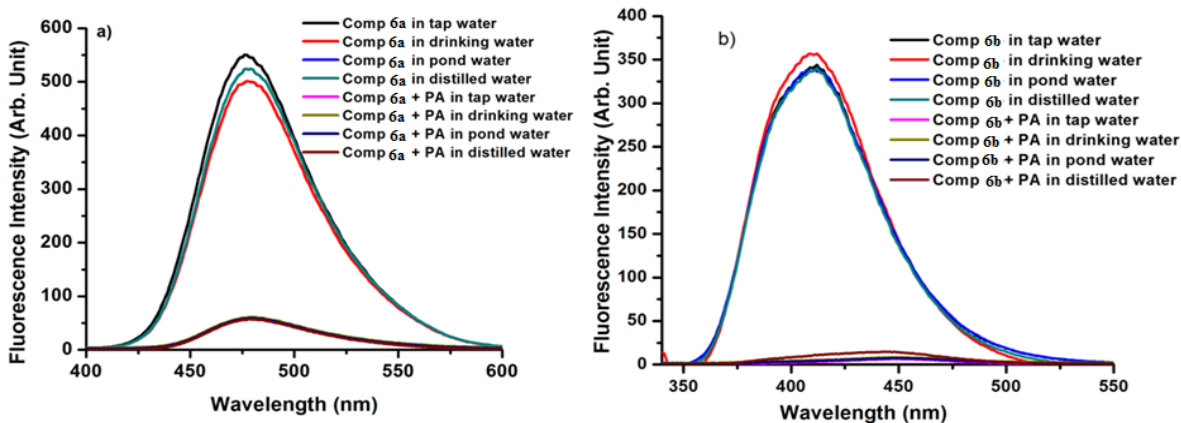 a)
Comp 6a in tap water
Comp 6a in drinking water
Comp 6a in pond water
Comp 6a in distilled water
Comp 6a + PA in tap water
Comp 6a + PA in drinking water
Comp 6a + PA in pond water
Comp 6a + PA in distilled water
Fluorescence Intensity (Arb. Unit)
600
500
400
300
200
100
0
400
450
500
550
600
Wavelength (nm)
b)
Comp 6b in tap water
Comp 6b in drinking water
Comp 6b in pond water
Comp 6b in distilled water
Comp 6b + PA in tap water
Comp 6b + PA in drinking water
Comp 6b + PA in pond water
Comp 6b + PA in distilled water
Fluorescence Intensity (Arb. Unit)
400
350
300
250
200
150
100
50
0
350
400
450
500
550
Wavelength (nm)